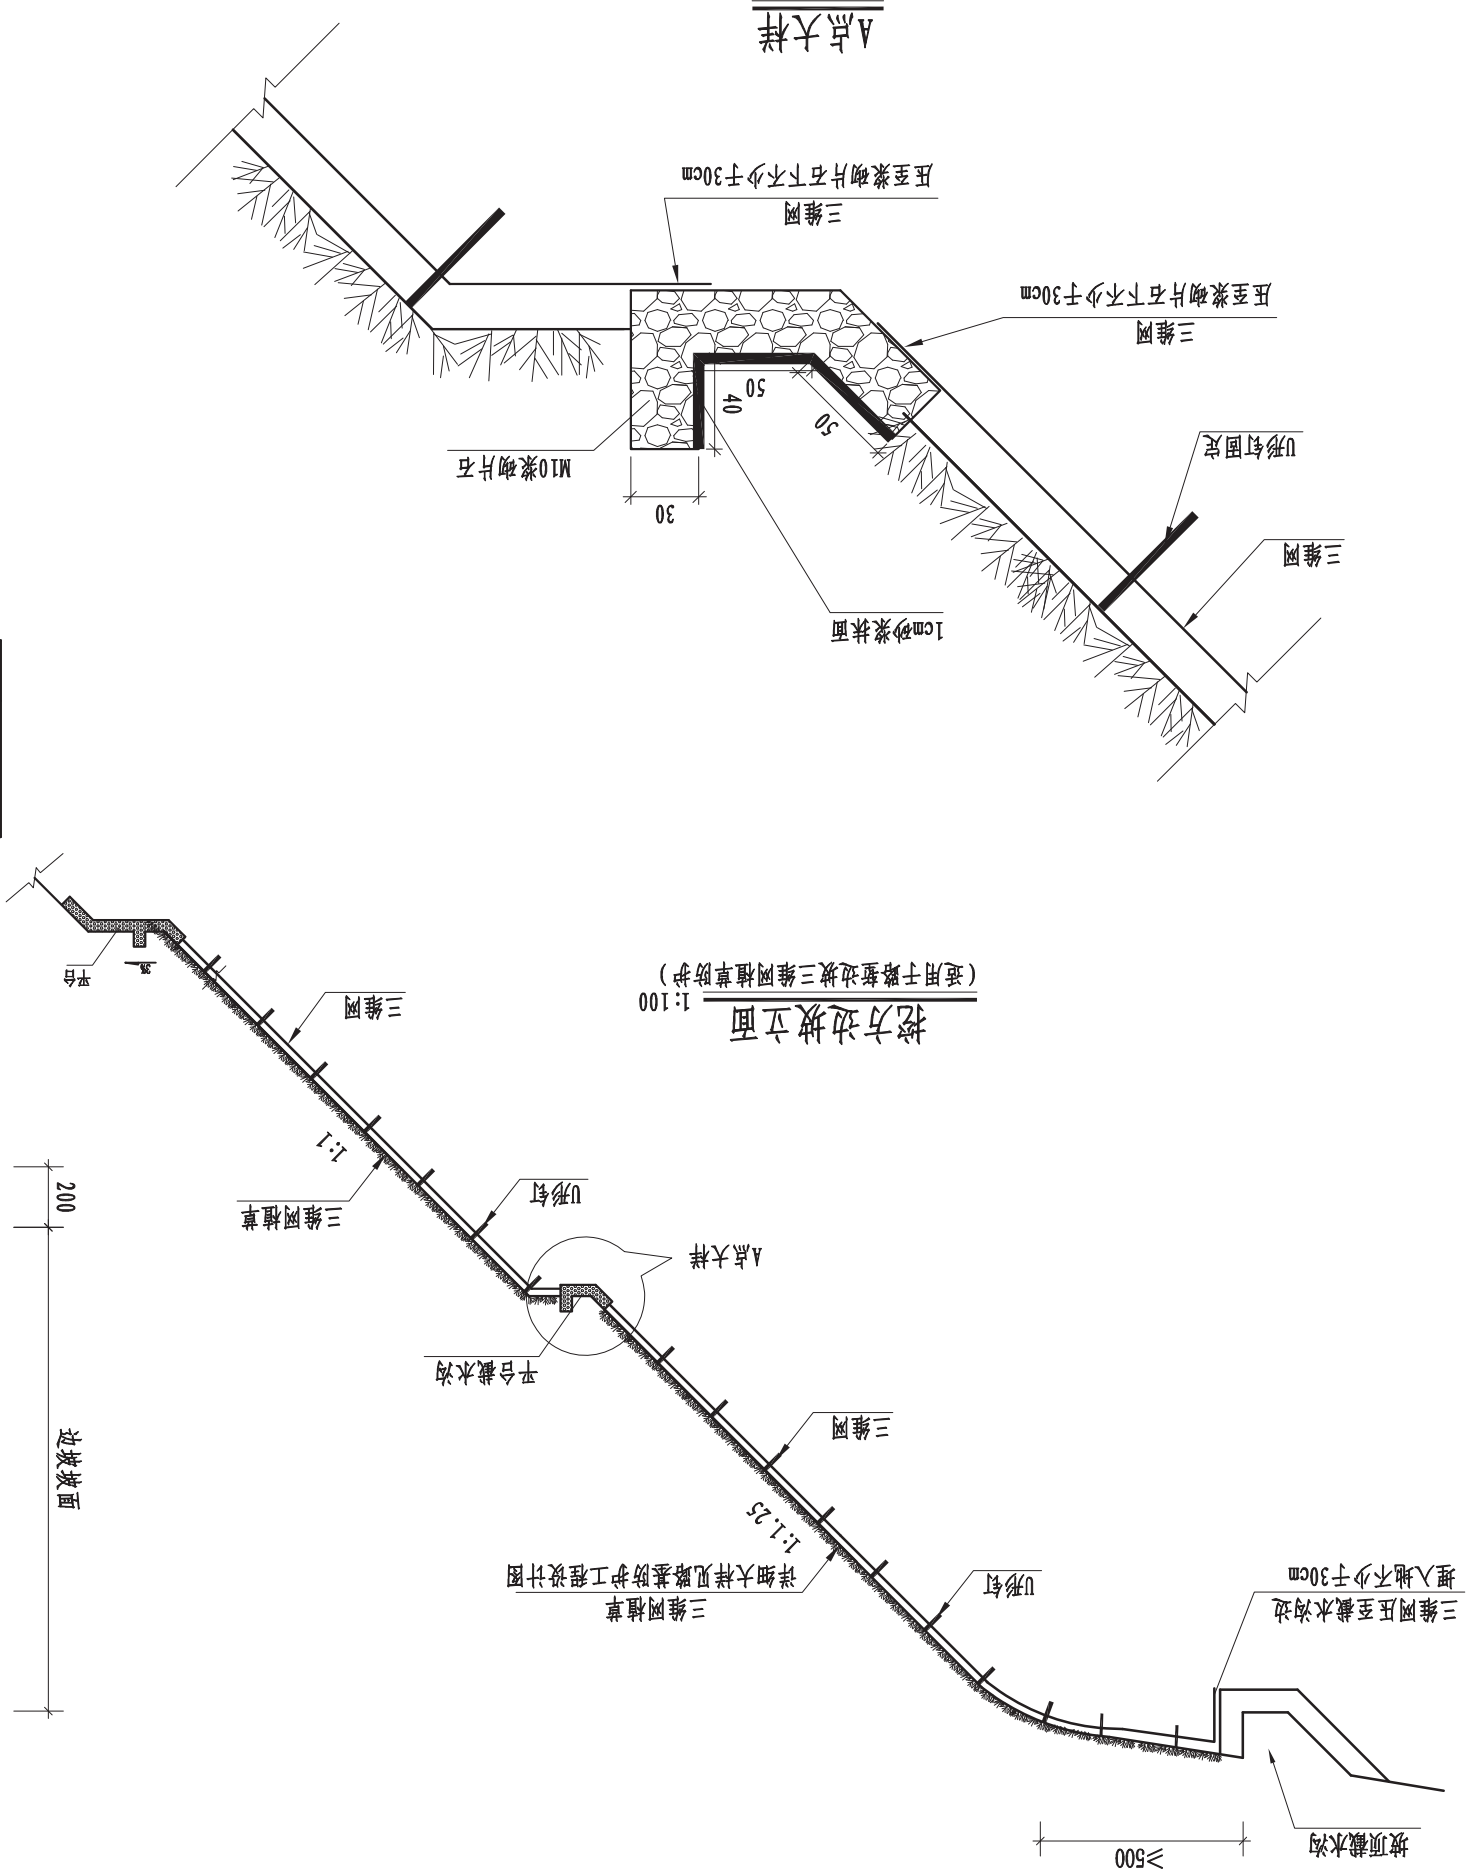 坡顶截水沟
≥500
三维网压至截水沟边
埋入地不少于30cm
U形钉
三维网植草
详细大样见路基防护工程设计图
1:1.25
三维网
边坡坡面
平台截水沟
A点大样
U形钉
三维网植草
200
1:1
三维网
平台
3%
挖方边坡立面
1:100
(适用于路堑边坡三维网植草防护)
1cm砂浆抹面
三维网
U形钉固定
30
M10浆砌片石
40
50
50
三维网
压至浆砌片石下不少于30cm
三维网
压至浆砌片石下不少于30cm
A点大样